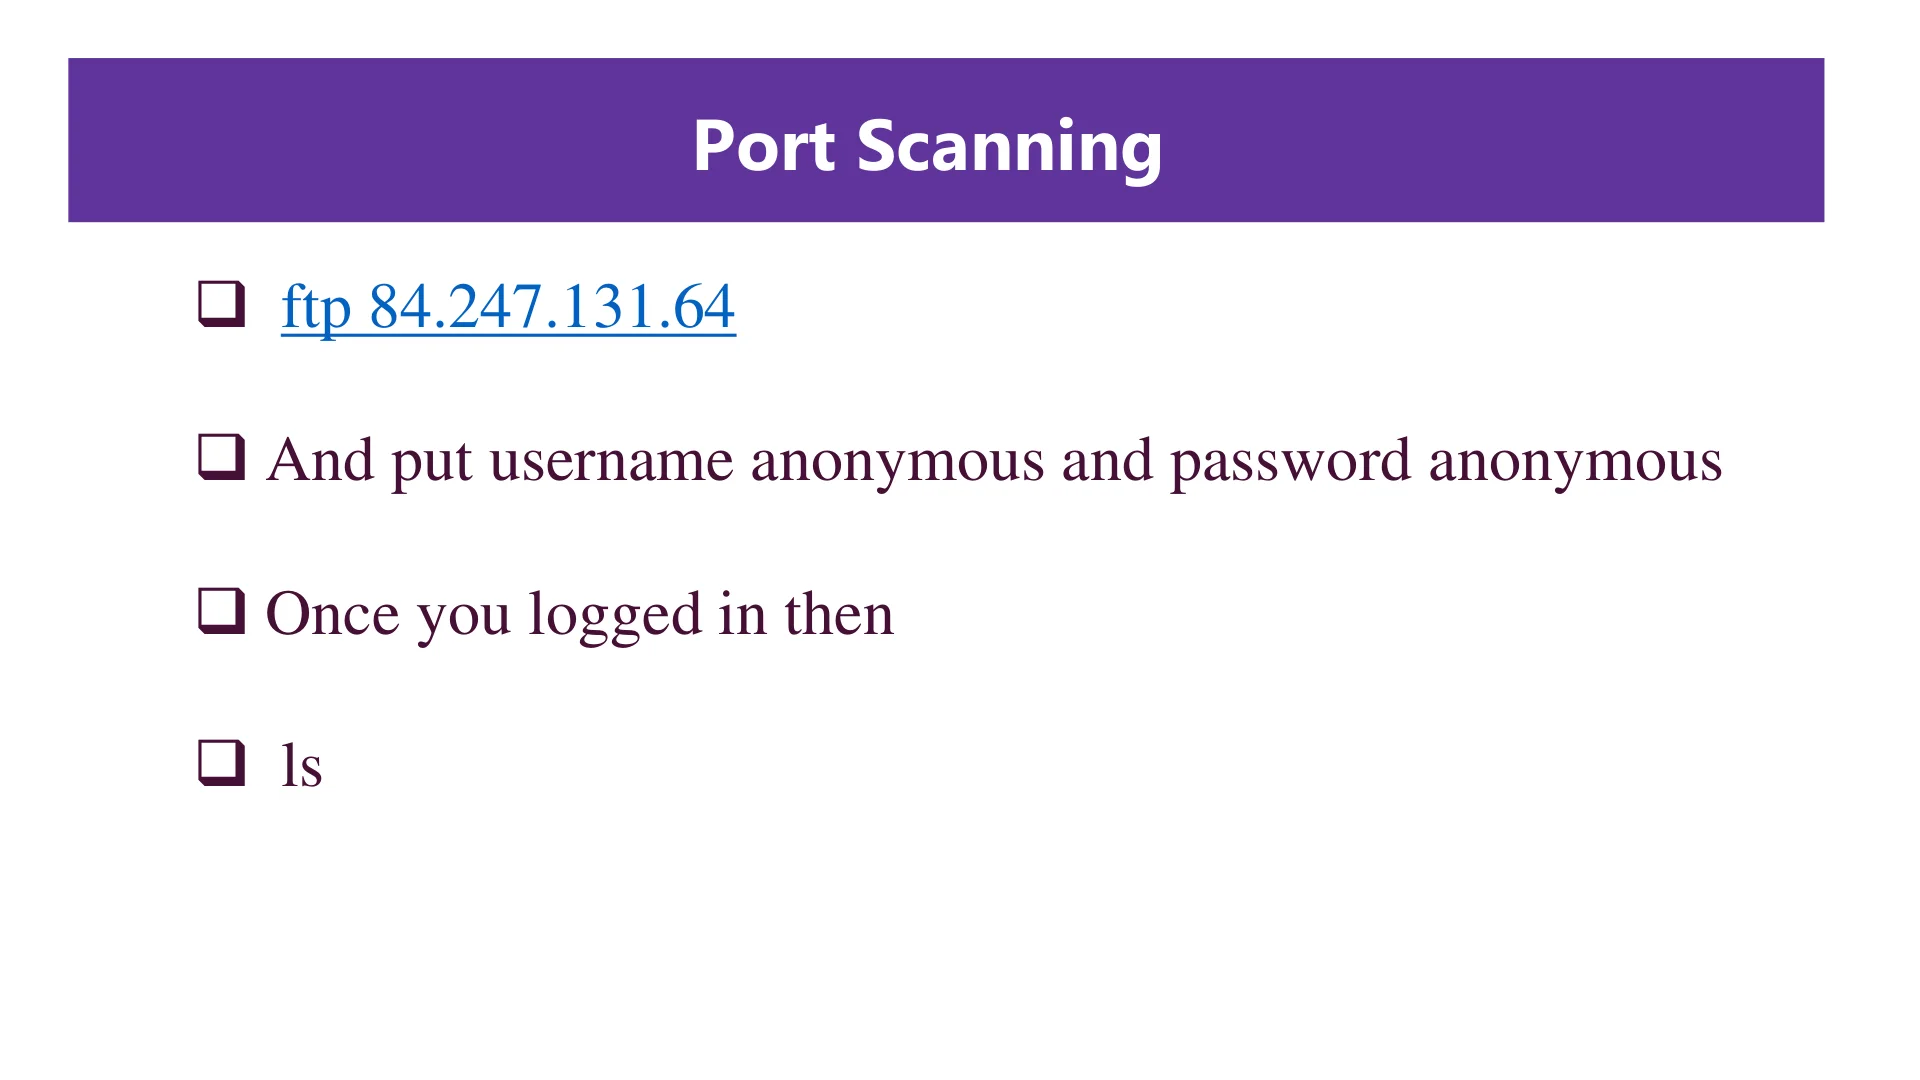 Port Scanning
ftp 84.247.131.64
And put username anonymous and password anonymous
Once you logged in then
ls